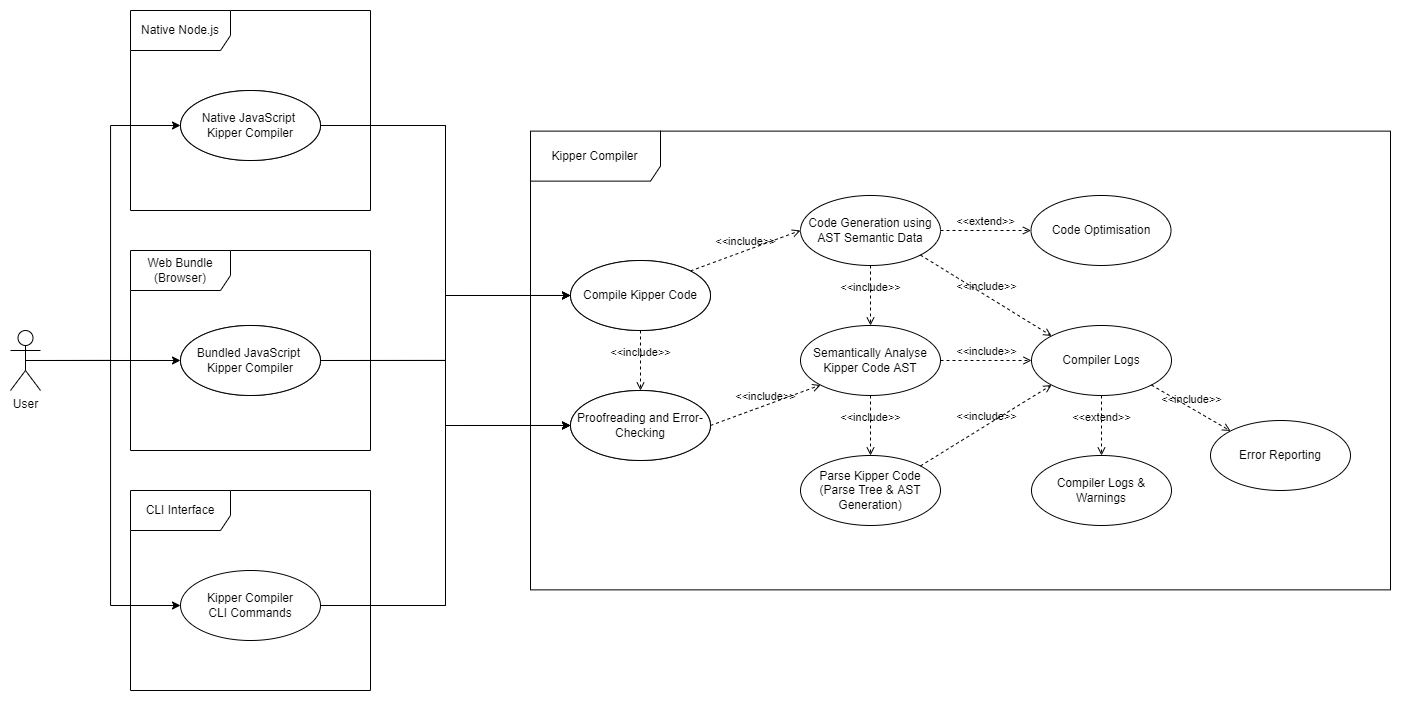 Native Node.js
Native JavaScript
Kipper Compiler
Web Bundle
(Browser)
Bundled JavaScript
Kipper Compiler
User
CLI Interface
Kipper Compiler
CLI Commands
Kipper Compiler
Code Generation using
AST Semantic Data
<<extend>>
Code Optimisation
<<include>>
Compile Kipper Code
<<include>>
<<include>>
<<include>>
Semantically Analyse
Kipper Code AST
<<include>>
Compiler Logs
Proofreading and Error-
Checking
<<include>>
<<include>>
<<include>>
<<extend>>
<<include>>
Error Reporting
Parse Kipper Code
(Parse Tree & AST
Generation)
Compiler Logs &
Warnings